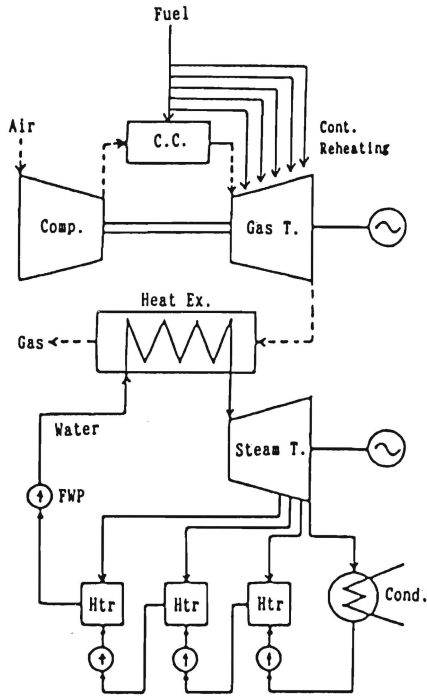 Fuel
Air
C.C.
Cont.
Reheating
Comp.
Gas T.
Heat Ex.
Gas
Water
Steam T.
FWP
Htr
Htr
Htr
Cond.